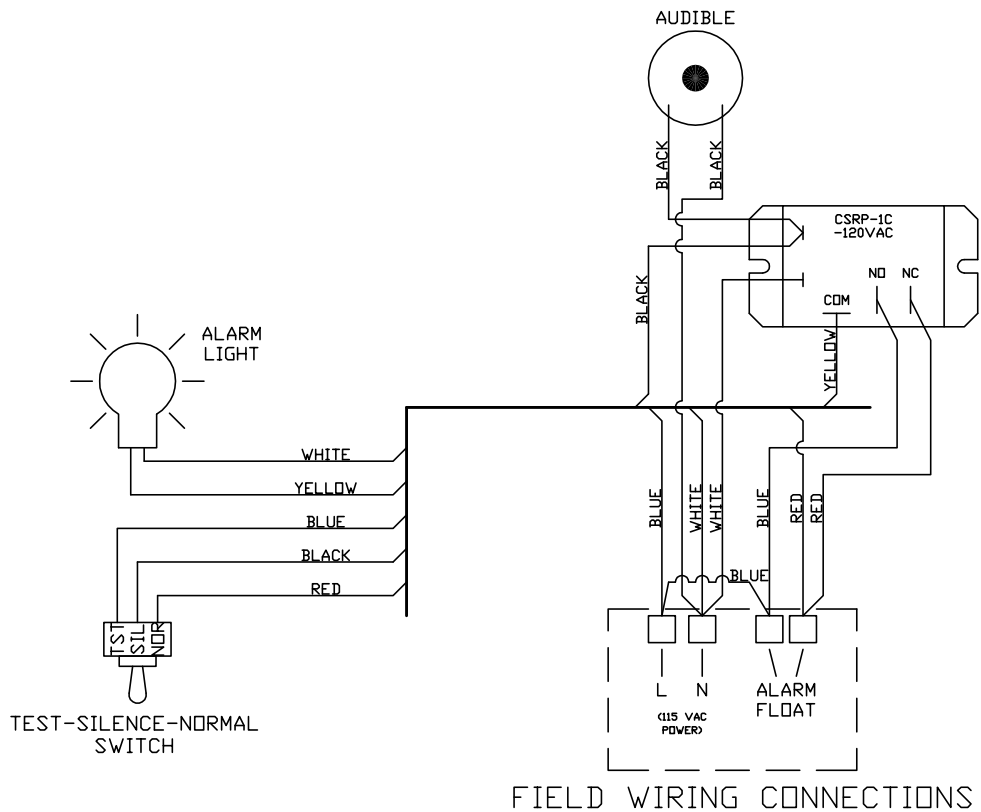 AUDIBLE
BLACK
BLACK
CSRP-1C
-120VAC
NO
NC
COM
BLACK
YELLOW
ALARM
LIGHT
WHITE
YELLOW
BLUE
BLACK
RED
BLUE
WHITE
WHITE
BLUE
RED
RED
BLUE
TST
SIL
NOR
TEST-SILENCE-NORMAL
SWITCH
L
N
ALARM
FLOAT
(115 VAC
POWER)
FIELD WIRING CONNECTIONS